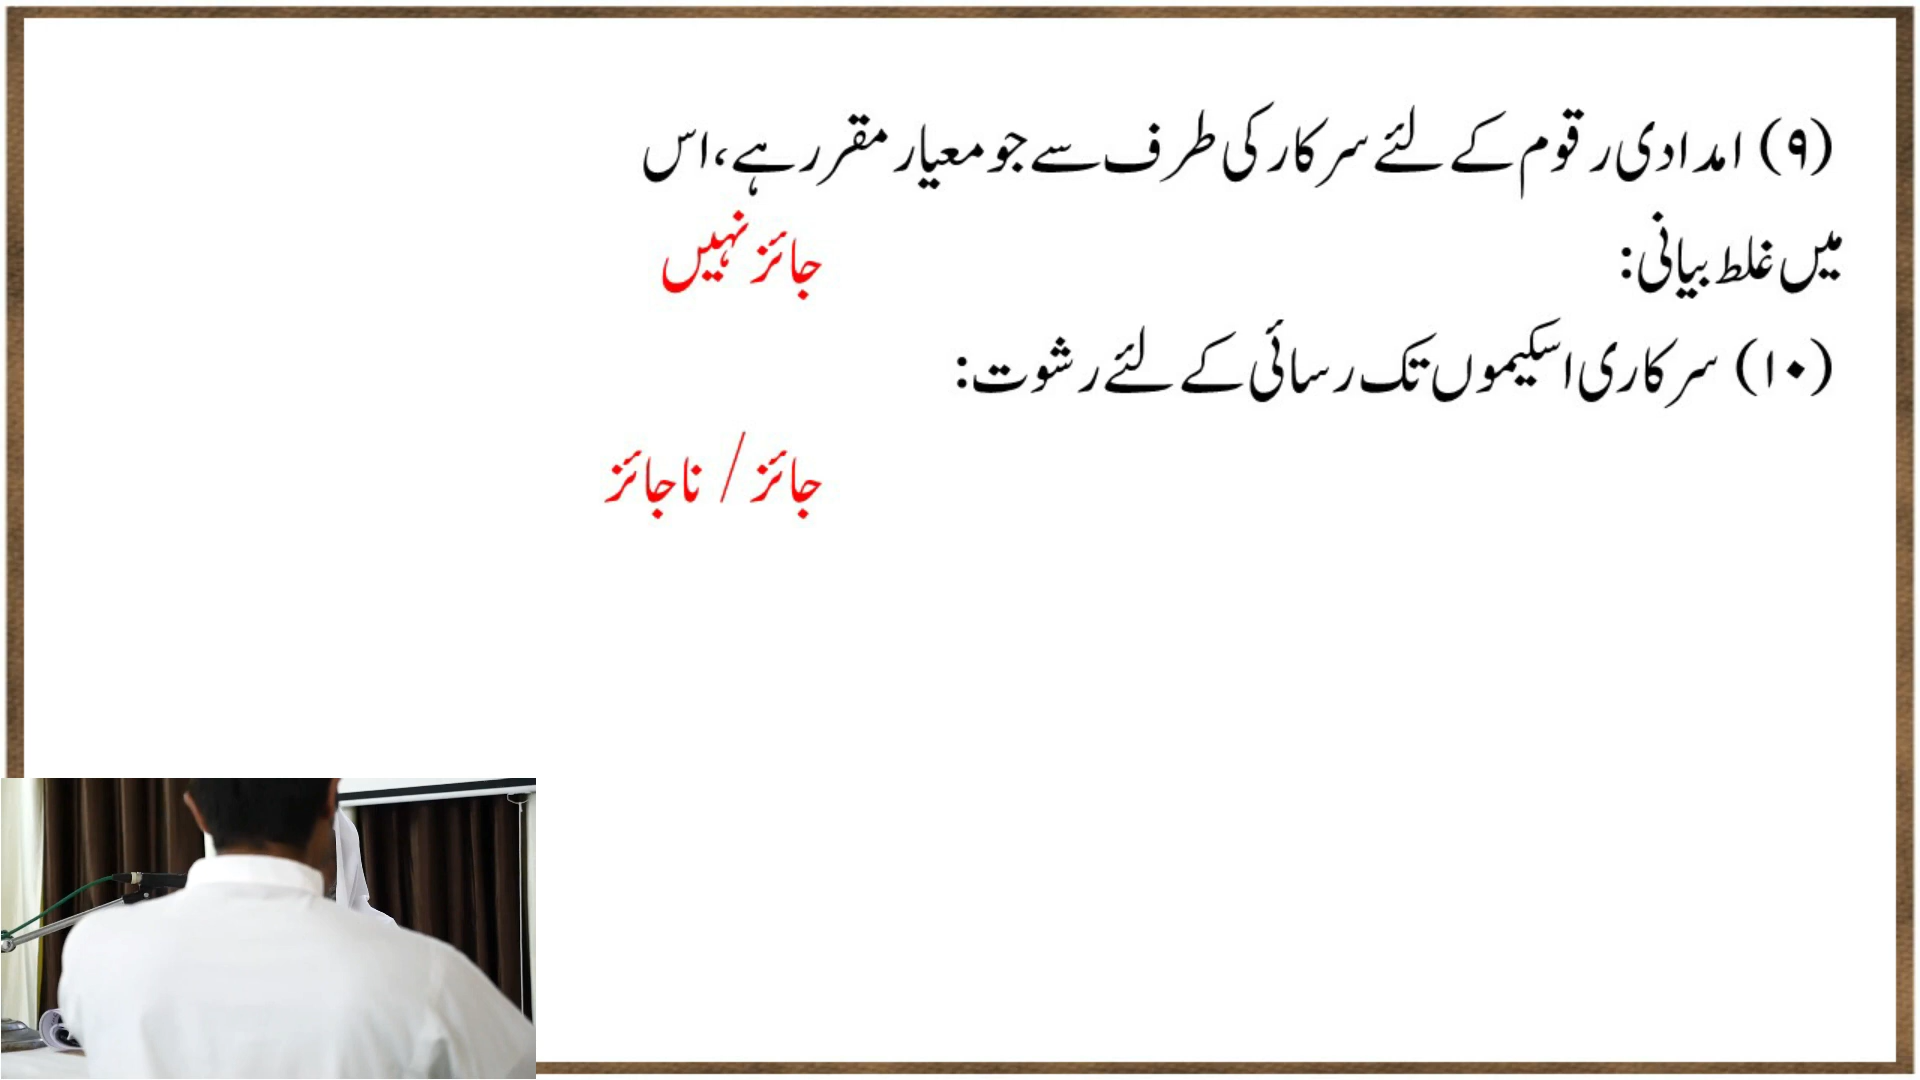 (۹) امدادی رقوم کے لئے سرکار کی طرف سے جو معیار مقرر ہے، اس
میں غلط بیانی: جائز نہیں
(۱۰) سرکاری اسکیموں تک رسائی کے لئے رشوت:
جائز / ناجائز